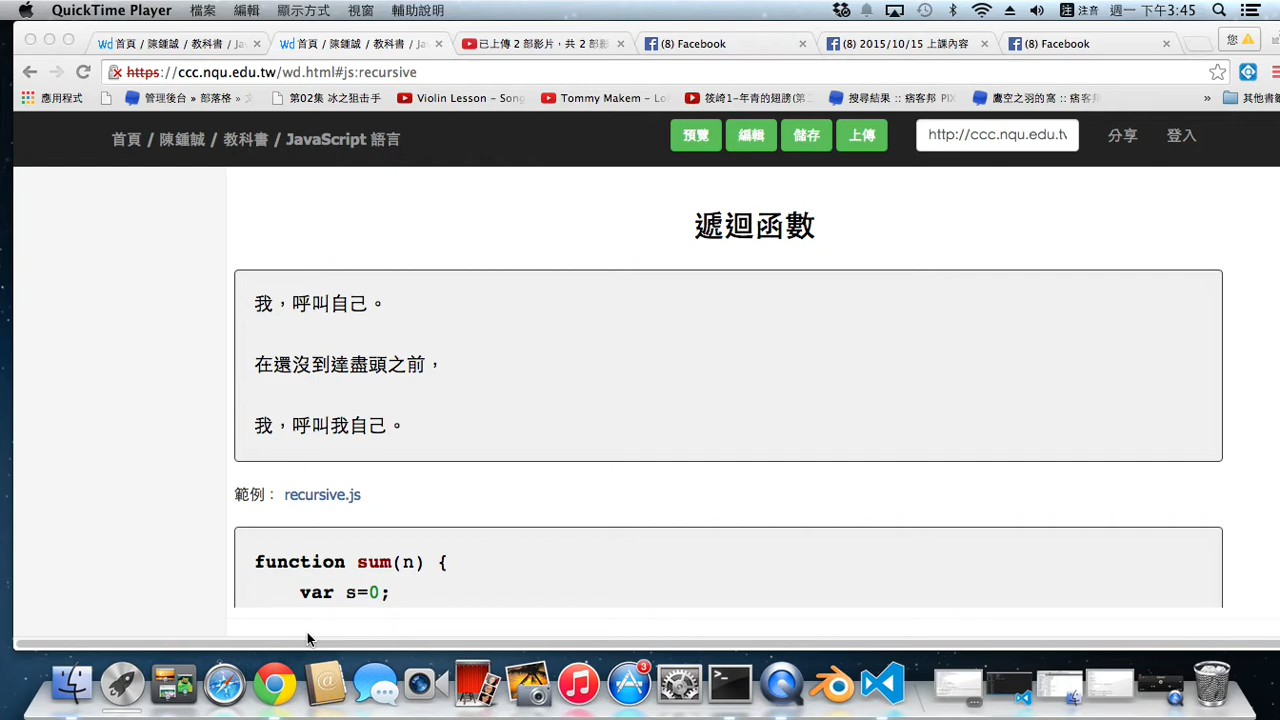 QuickTime Player 檔案 編輯 顯示方式 視窗 輔助說明 注音 週一 下午3:45
Wd 首頁 / 陳鍾誠 / 教科書 / Jav Wd 首頁 / 陳鍾誠 / 教科書 / Jav 已上傳 2 部影片，共 2 部影 (8) Facebook (8) 2015/10/15 上課內容 (8) Facebook 您
https://ccc.nqu.edu.tw/wd.html#js:recursive
應用程式 管理後台 » 部落格 » 文 第02集 冰之狙击手 Violin Lesson - Song Tommy Makem – Lo 筱崎1-年青的翅膀(第二 搜尋結果 :: 痞客邦 PIX 鷹空之羽的窩 :: 痞客 » 其他書籤
首頁 / 陳鍾誠 / 教科書 / JavaScript 語言 預覽 編輯 儲存 上傳 http://ccc.nqu.edu.tv 分享 登入
遞迴函數
我，呼叫自己。
在還沒到達盡頭之前，
我，呼叫我自己。
範例： recursive.js
function sum(n) {
var s=0;
3